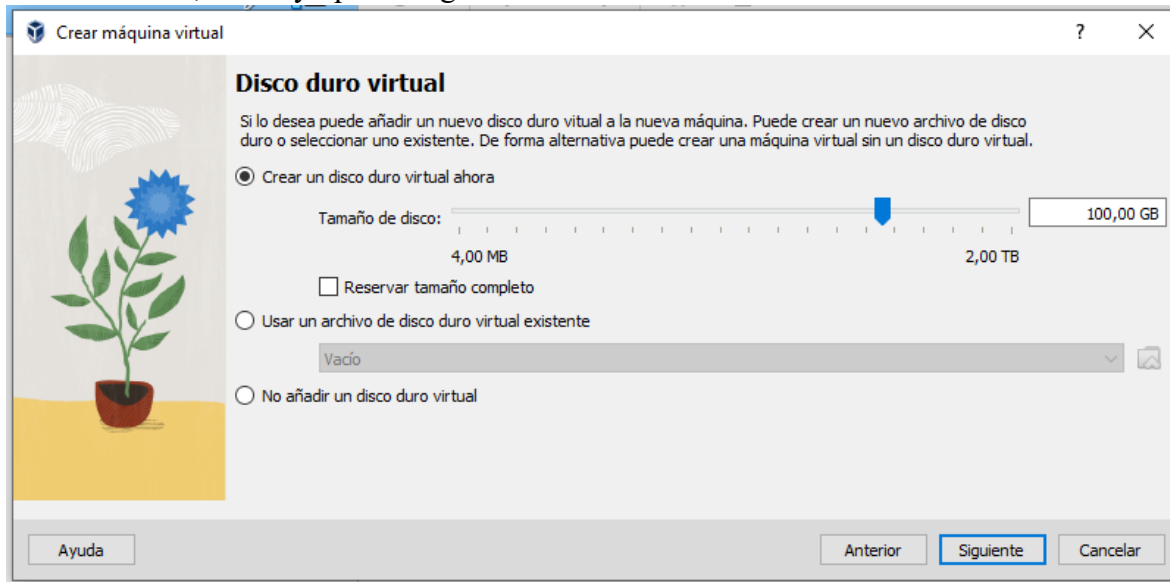 Crear máquina virtual
?
Disco duro virtual
Si lo desea puede añadir un nuevo disco duro vitual a la nueva máquina. Puede crear un nuevo archivo de disco
duro o seleccionar uno existente. De forma alternativa puede crear una máquina virtual sin un disco duro virtual.
Crear un disco duro virtual ahora
Tamaño de disco:
100,00 GB
4,00 MB
2,00 TB
Reservar tamaño completo
Usar un archivo de disco duro virtual existente
Vacío
No añadir un disco duro virtual
Ayuda
Anterior
Siguiente
Cancelar